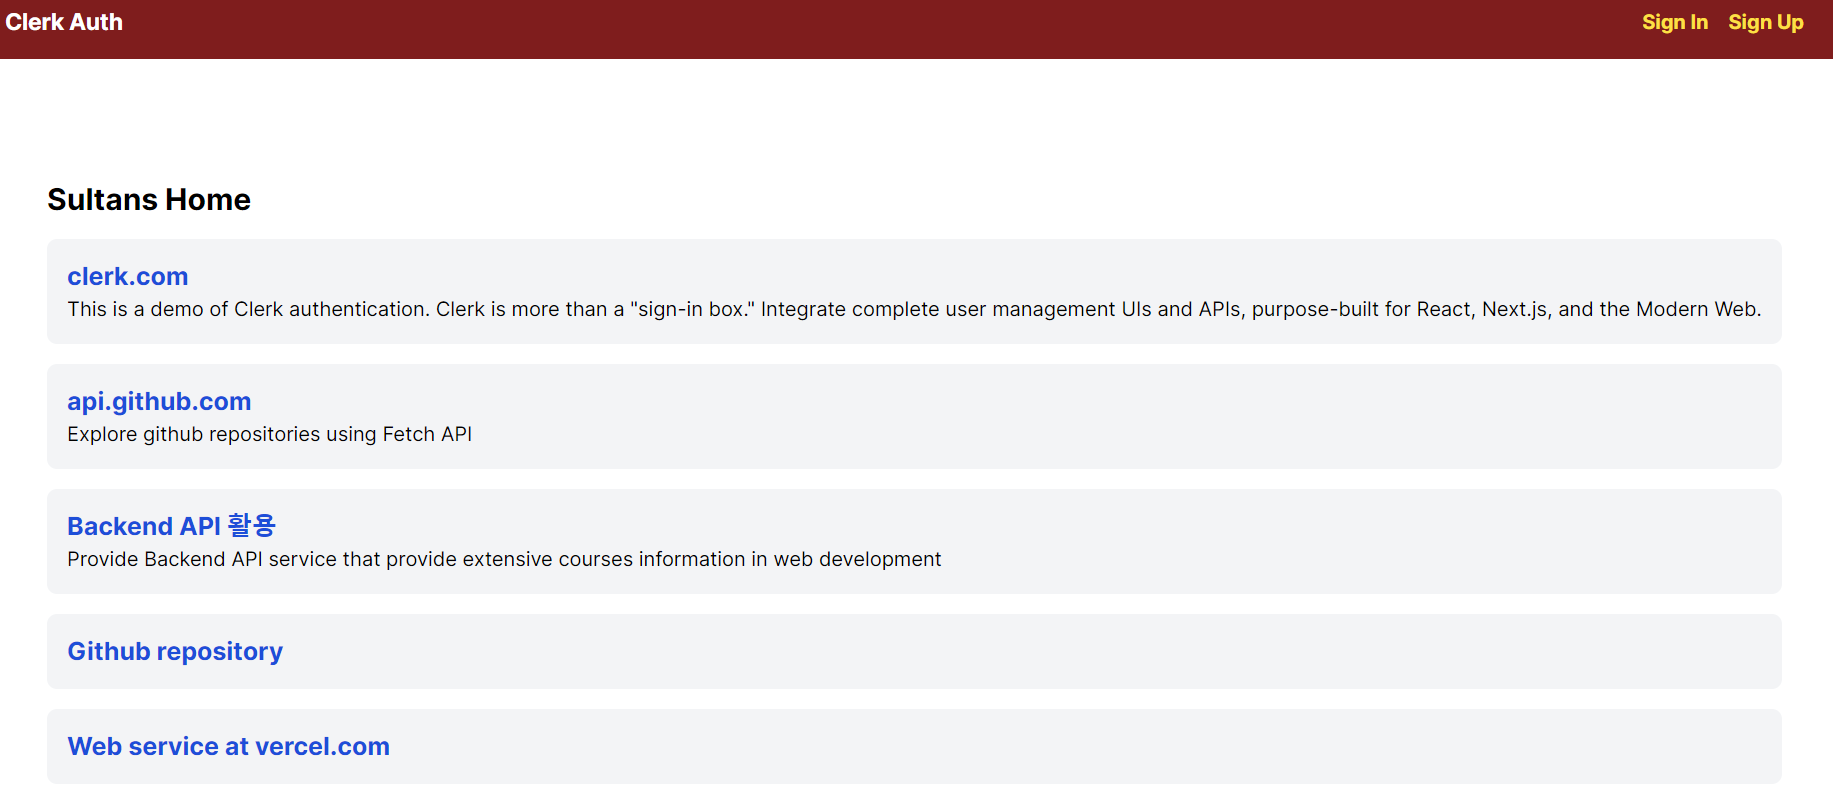 Clerk Auth
Sign In Sign Up
Sultans Home
clerk.com
This is a demo of Clerk authentication. Clerk is more than a "sign-in box." Integrate complete user management UIs and APIs, purpose-built for React, Next.js, and the Modern Web.
api.github.com
Explore github repositories using Fetch API
Backend API 활용
Provide Backend API service that provide extensive courses information in web development
Github repository
Web service at vercel.com